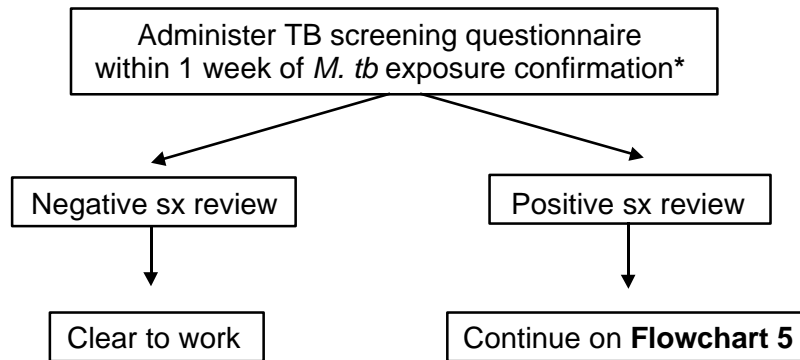 Administer TB screening questionnaire
within 1 week of M. tb exposure confirmation*
Negative sx review
Positive sx review
Clear to work
Continue on Flowchart 5